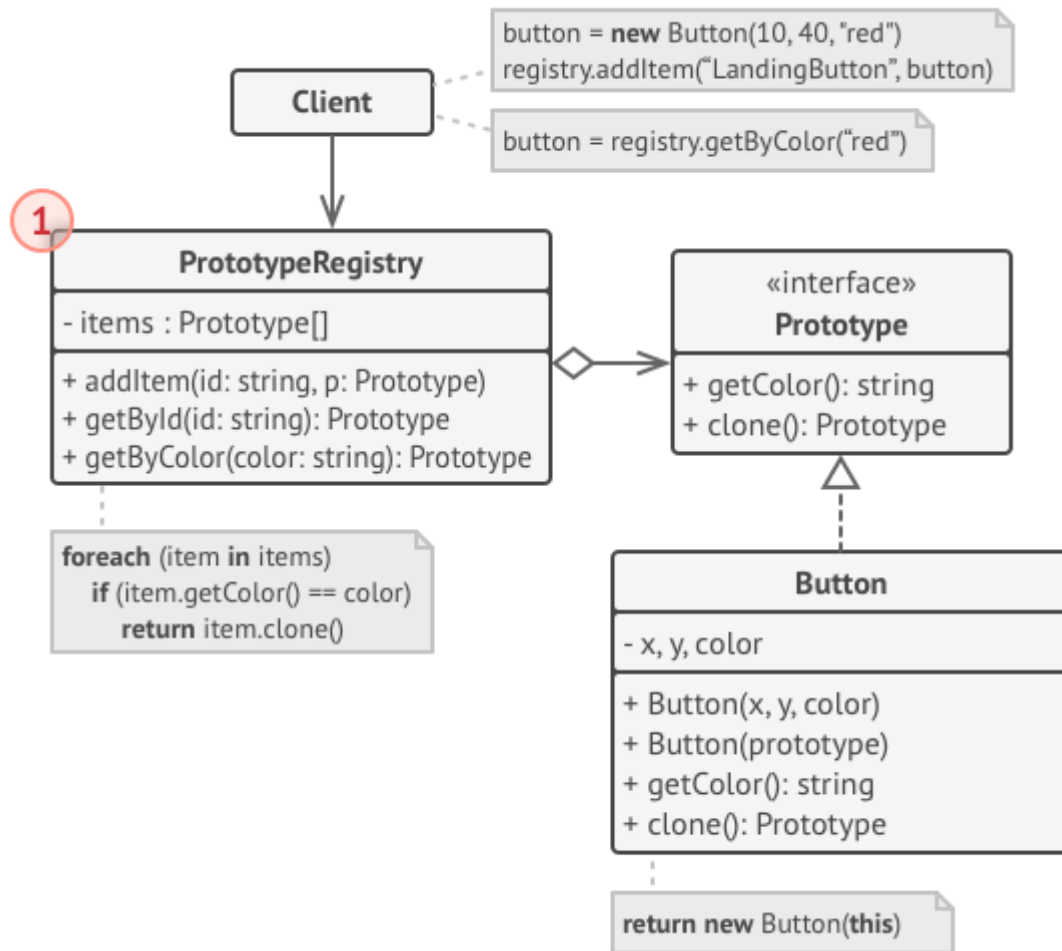 button = new Button(10, 40, "red")
registry.addItem(“LandingButton”, button)
Client
button = registry.getByColor(“red”)
1
PrototypeRegistry
- items : Prototype[]
+ addItem(id: string, p: Prototype)
+ getById(id: string): Prototype
+ getByColor(color: string): Prototype
«interface»
Prototype
+ getColor(): string
+ clone(): Prototype
foreach (item in items)
if (item.getColor() == color)
return item.clone()
Button
- x, y, color
+ Button(x, y, color)
+ Button(prototype)
+ getColor(): string
+ clone(): Prototype
return new Button(this)